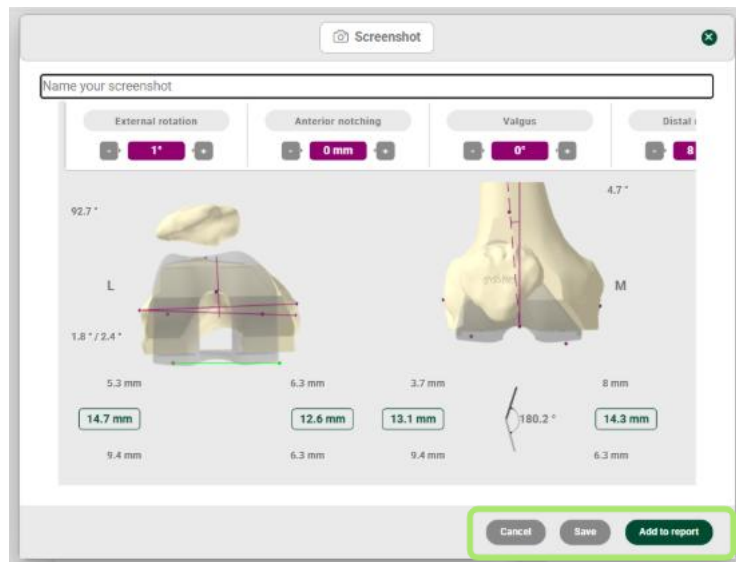 Screenshot
Name your screenshot
External rotation
Anterior notching
Valgus
Distal
- 1° +
- 0 mm +
- 0° +
- 8
92.7 °
4.7 °
L
M
1.8 ° / 2.4 °
5.3 mm
6.3 mm
3.7 mm
8 mm
14.7 mm
12.6 mm
13.1 mm
180.2 °
14.3 mm
9.4 mm
6.3 mm
9.4 mm
6.3 mm
Cancel
Save
Add to report